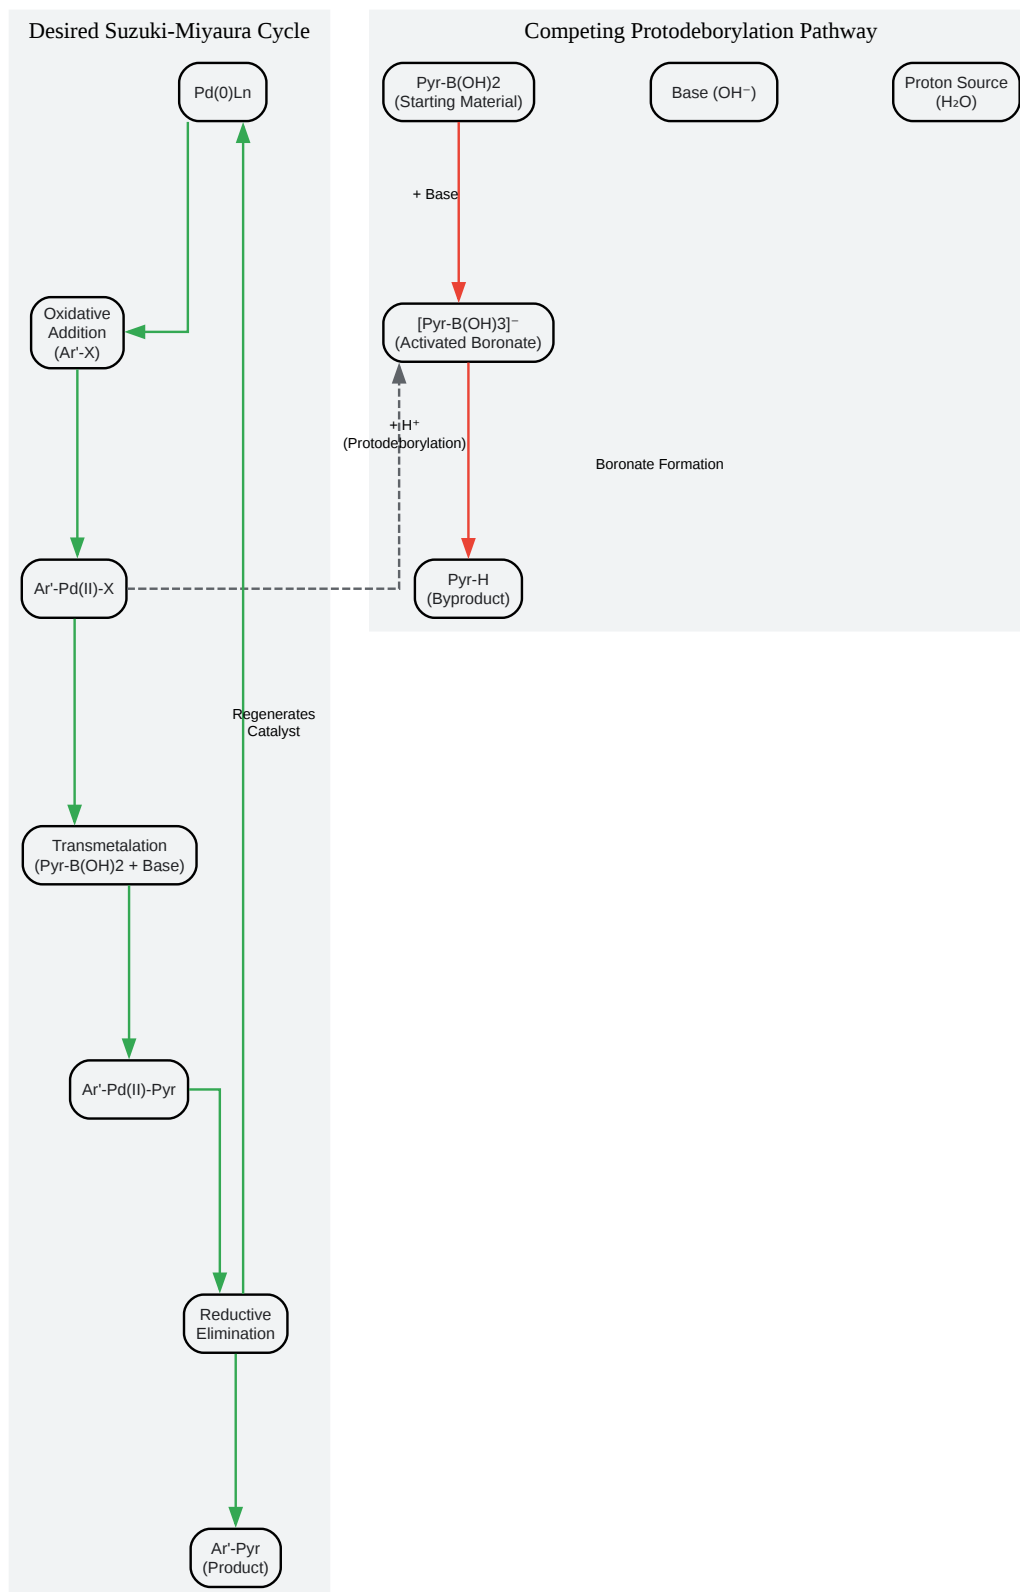 Desired Suzuki-Miyaura Cycle
Pd(0)Ln
Oxidative
Addition
(Ar'-X)
Ar'-Pd(II)-X
Regenerates
Catalyst
Transmetalation
(Pyr-B(OH)2 + Base)
Ar'-Pd(II)-Pyr
Reductive
Elimination
Ar'-Pyr
(Product)
Competing Protodeborylation Pathway
Pyr-B(OH)2
(Starting Material)
Base (OH⁻)
Proton Source
(H₂O)
+ Base
[Pyr-B(OH)3]⁻
(Activated Boronate)
+ H⁺
(Protodeborylation)
Boronate Formation
Pyr-H
(Byproduct)